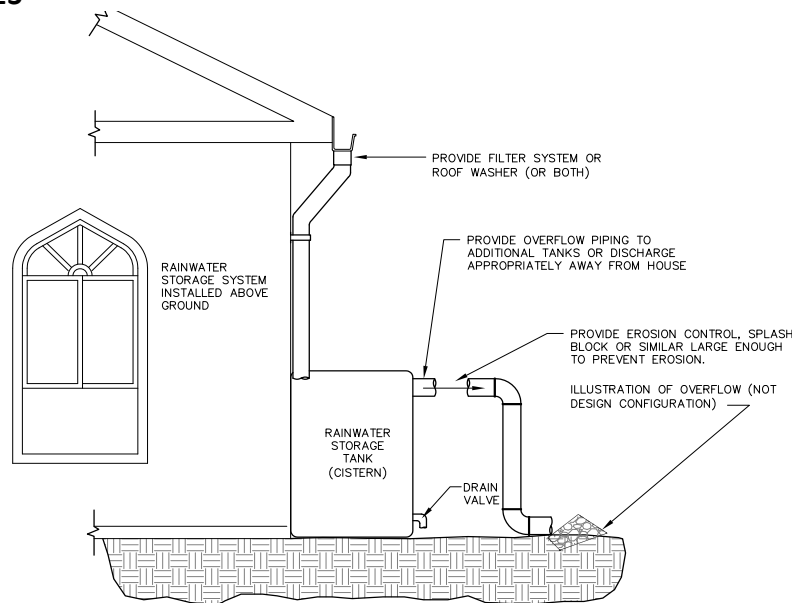 PROVIDE FILTER SYSTEM OR
ROOF WASHER (OR BOTH)
PROVIDE OVERFLOW PIPING TO
ADDITIONAL TANKS OR DISCHARGE
APPROPRIATELY AWAY FROM HOUSE
RAINWATER
STORAGE SYSTEM
INSTALLED ABOVE
GROUND
PROVIDE EROSION CONTROL, SPLASH
BLOCK OR SIMILAR LARGE ENOUGH
TO PREVENT EROSION.
ILLUSTRATION OF OVERFLOW (NOT
DESIGN CONFIGURATION)
RAINWATER
STORAGE
TANK
(CISTERN)
DRAIN
VALVE